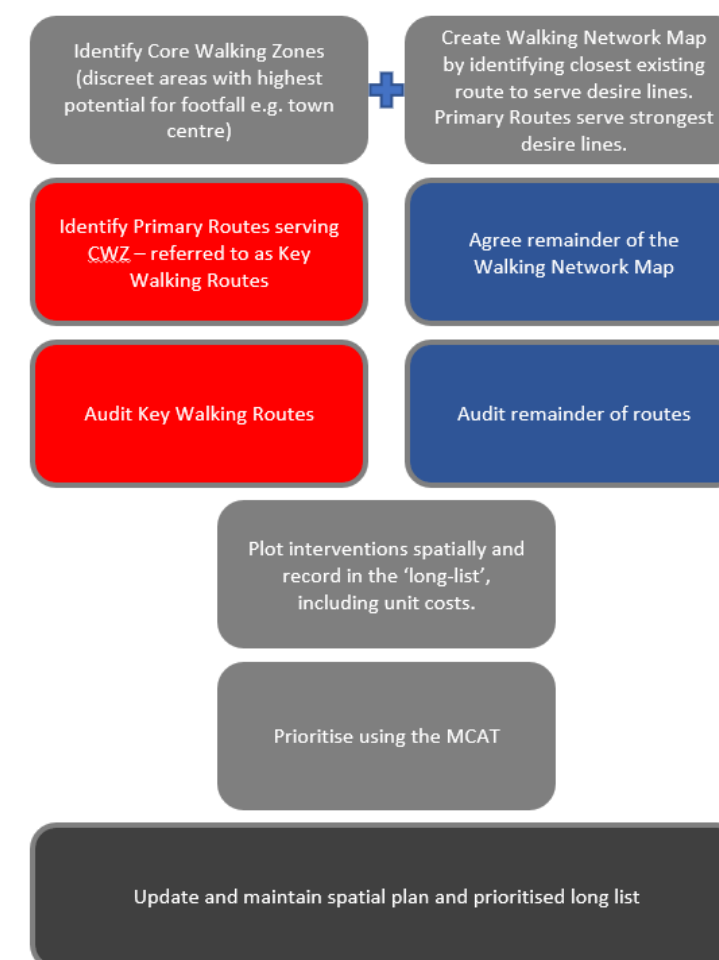 Identify Core Walking Zones
(discreet areas with highest
potential for footfall e.g. town
centre)
Create Walking Network Map
by identifying closest existing
route to serve desire lines.
Primary Routes serve strongest
desire lines.
Identify Primary Routes serving
CWZ – referred to as Key
Walking Routes
Agree remainder of the
Walking Network Map
Audit Key Walking Routes
Audit remainder of routes
Plot interventions spatially and
record in the ‘long-list’,
including unit costs.
Prioritise using the MCAT
Update and maintain spatial plan and prioritised long list